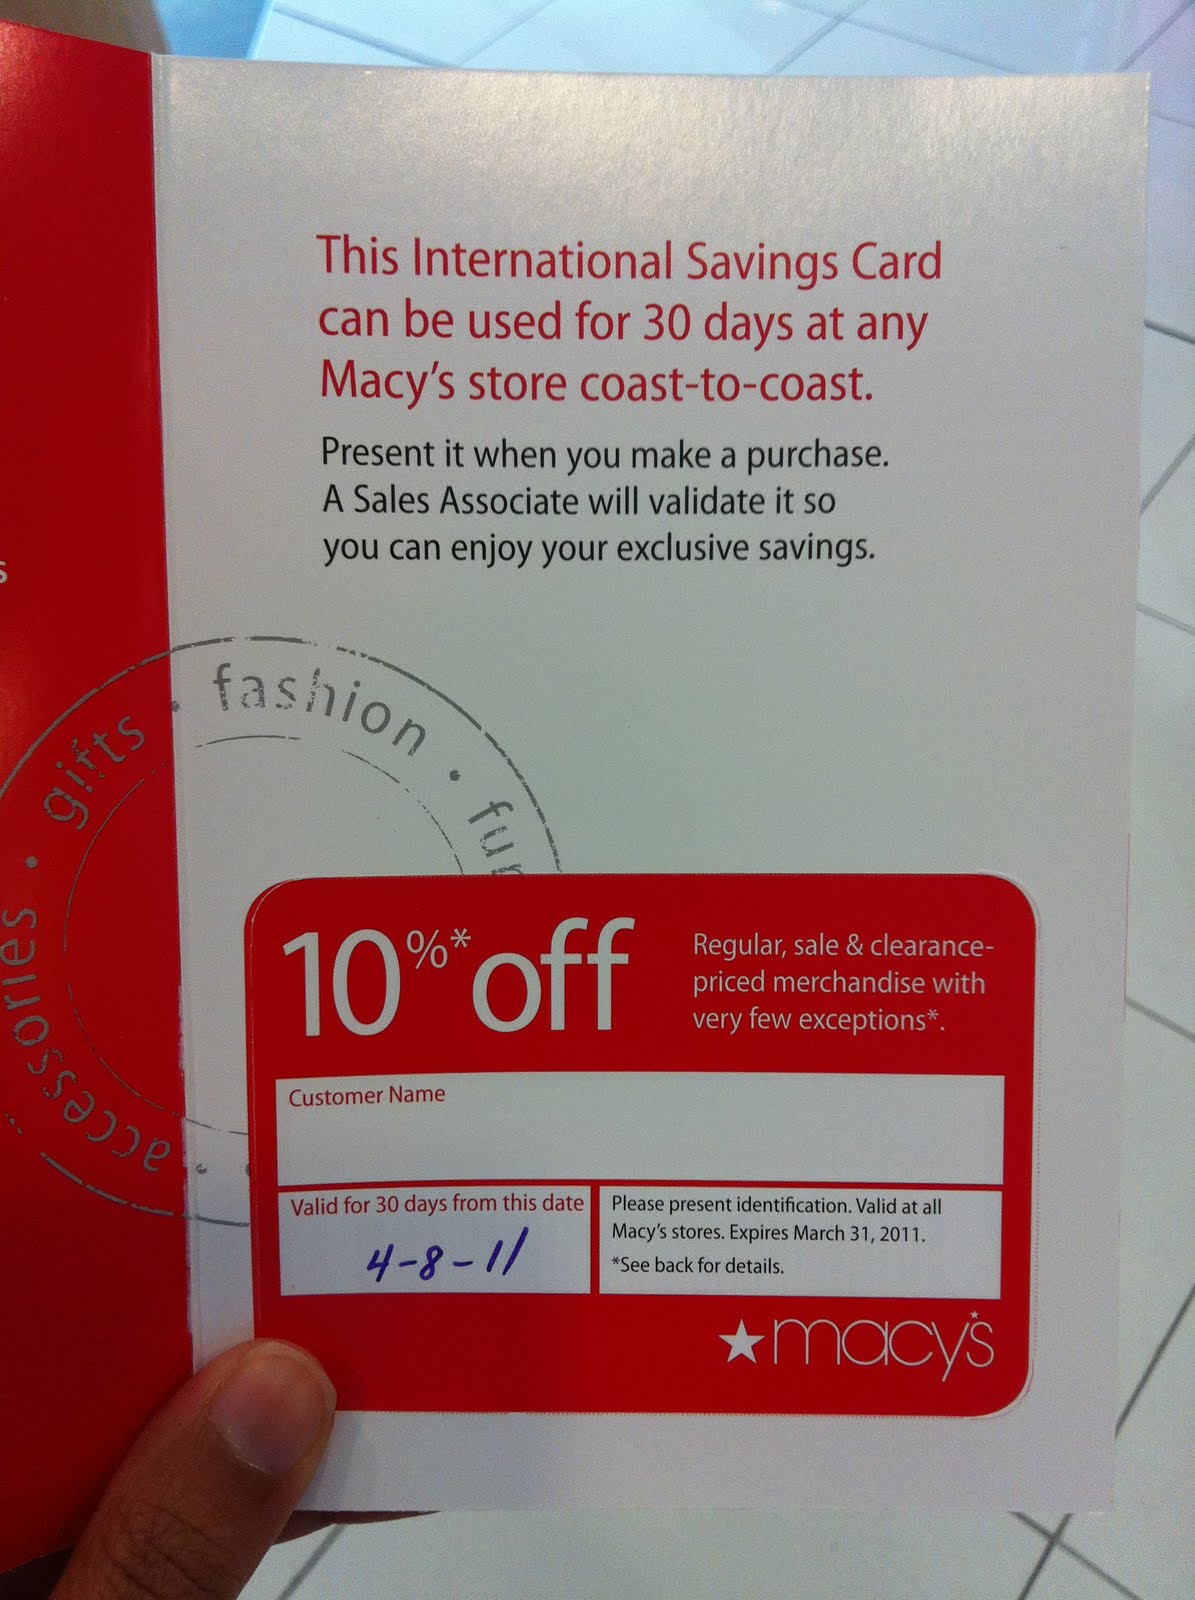 This International Savings Card
can be used for 30 days at any
Macy's store coast-to-coast.
Present it when you make a purchase.
A Sales Associate will validate it so
you can enjoy your exclusive savings.
accessories · gifts · fashion ·
10%* off
Regular, sale & clearance-
priced merchandise with
very few exceptions*.
Customer Name
Valid for 30 days from this date
4-8-11
Please present identification. Valid at all
Macy's stores. Expires March 31, 2011.
*See back for details.
macy's